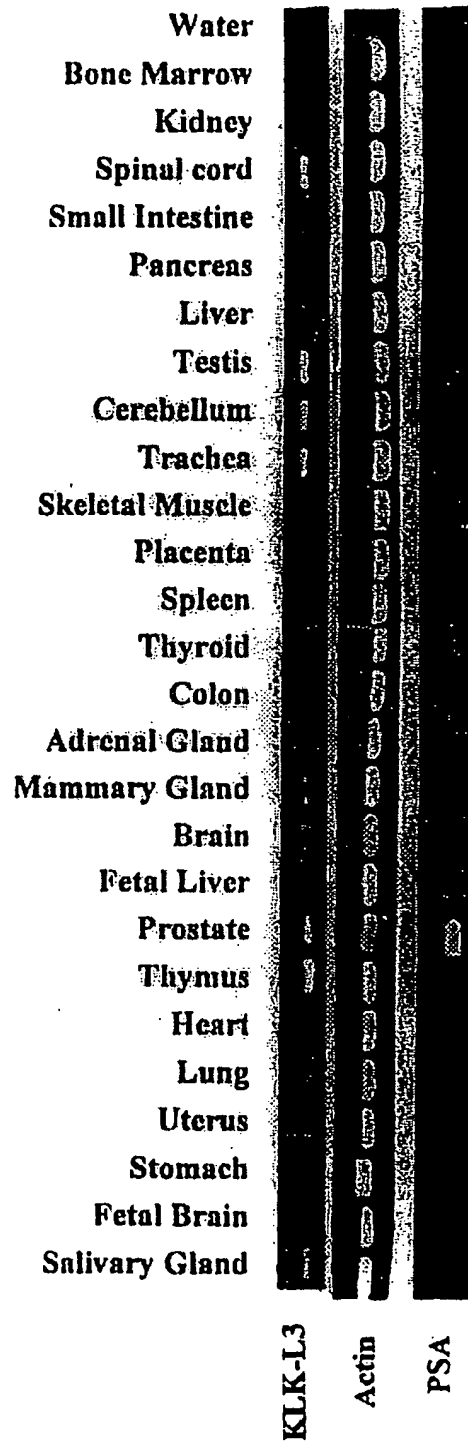 Water
Bone Marrow
Kidney
Spinal cord
Small Intestine
Pancreas
Liver
Testis
Cerebellum
Trachea
Skeletal Muscle
Placenta
Spleen
Thyroid
Colon
Adrenal Gland
Mammary Gland
Brain
Fetal Liver
Prostate
Thymus
Heart
Lung
Uterus
Stomach
Fetal Brain
Salivary Gland
KLK-L3
Actin
PSA